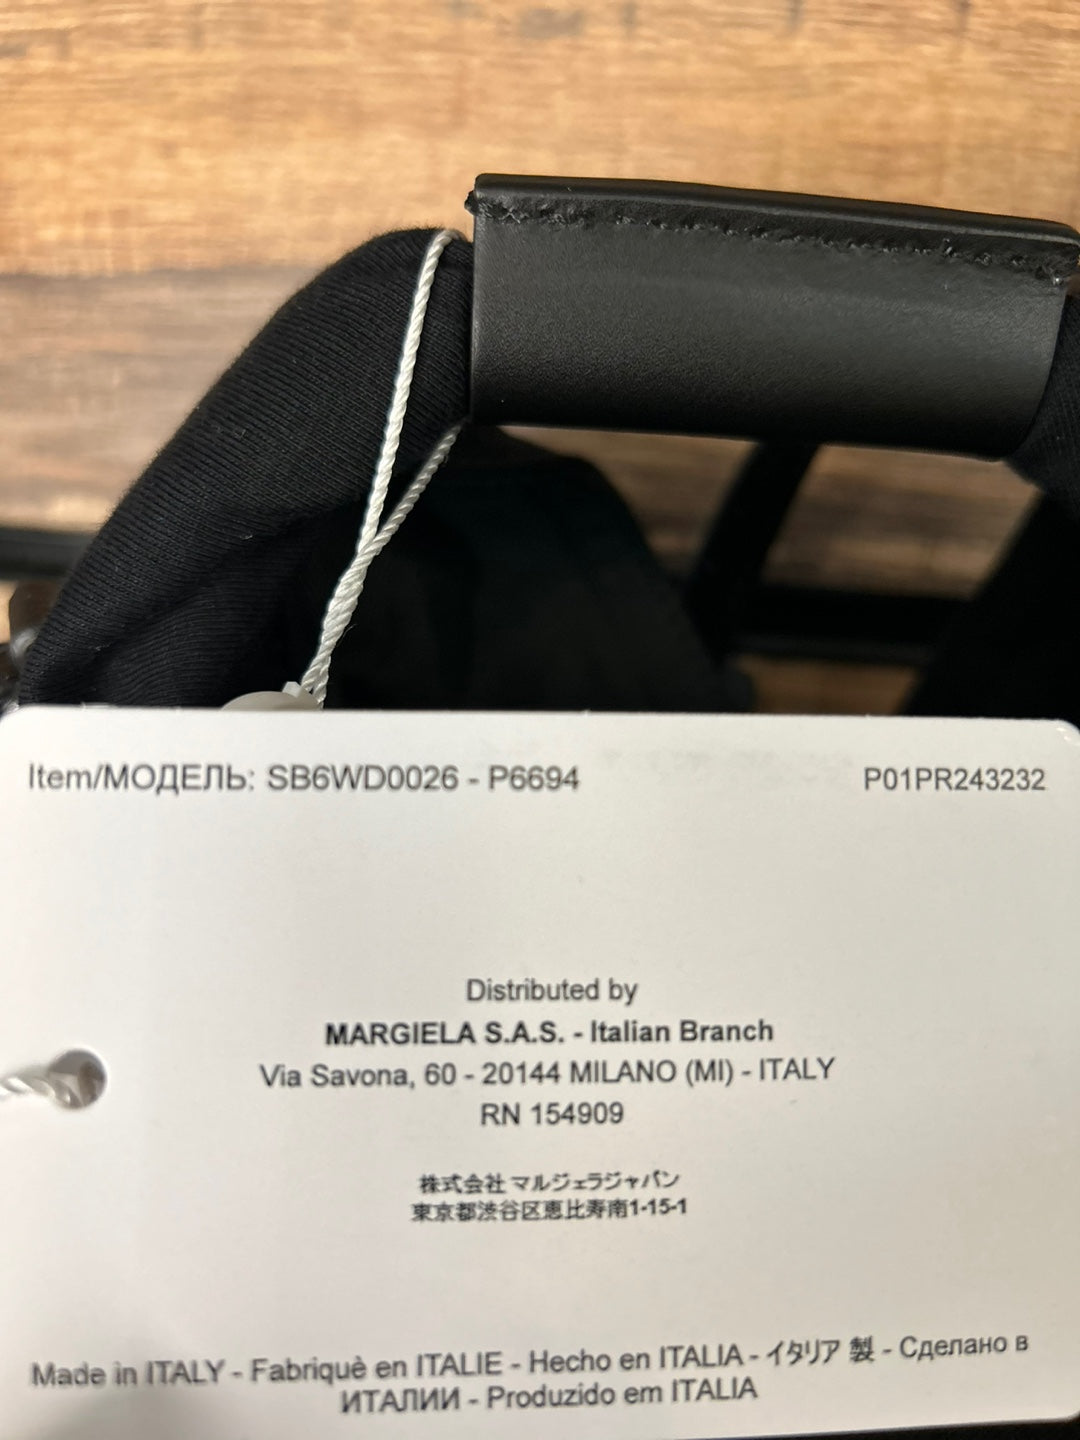 Item/МОДЕЛЬ: SB6WD0026 - P6694
P01PR243232
Distributed by
MARGIELA S.A.S. - Italian Branch
Via Savona, 60 - 20144 MILANO (MI) - ITALY
RN 154909
株式会社 マルジェラジャパン
東京都渋谷区恵比寿南1-15-1
Made in ITALY - Fabriquè en ITALIE - Hecho en ITALIA - イタリア 製 - Сделано в
ИТАЛИИ - Produzido em ITALIA